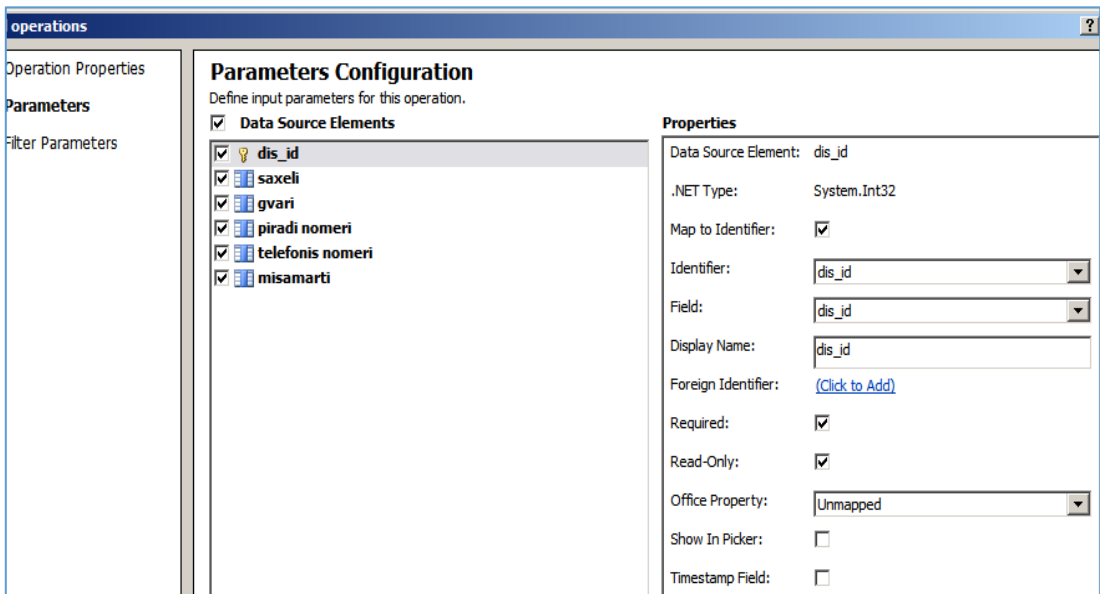 operations
?
Operation Properties
Parameters
Filter Parameters
Parameters Configuration
Define input parameters for this operation.
Data Source Elements
dis_id
saxeli
gvari
piradi nomeri
telefonis nomeri
misamarti
Properties
Data Source Element: dis_id
.NET Type: System.Int32
Map to Identifier:
Identifier: dis_id
Field: dis_id
Display Name: dis_id
Foreign Identifier: (Click to Add)
Required:
Read-Only:
Office Property: Unmapped
Show In Picker:
Timestamp Field: